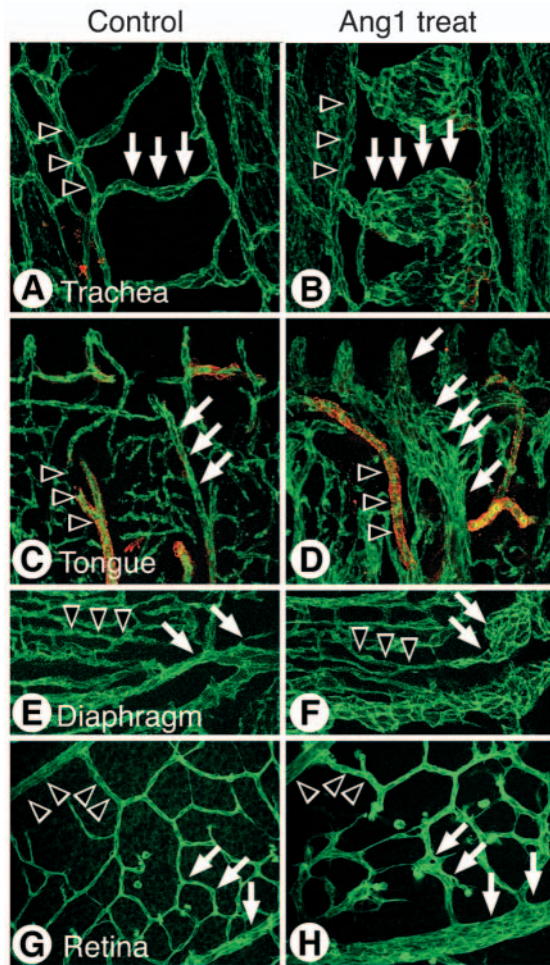 Control
Ang1 treat
A Trachea
B
C Tongue
D
E Diaphragm
F
G Retina
H